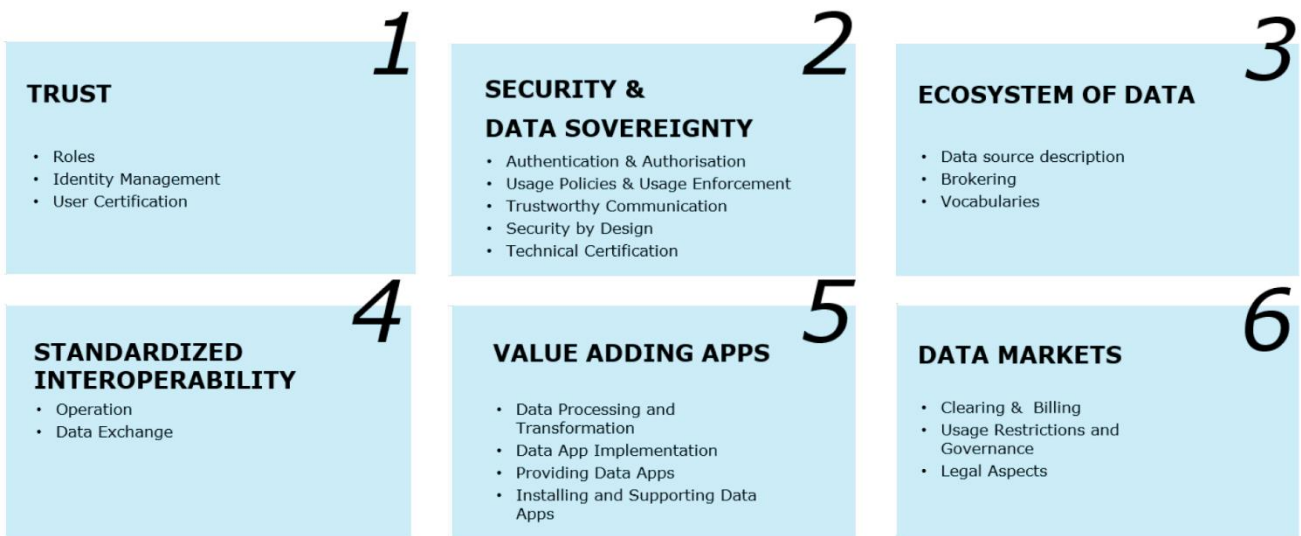 1
TRUST
• Roles
• Identity Management
• User Certification
2
SECURITY &
DATA SOVEREIGNTY
• Authentication & Authorisation
• Usage Policies & Usage Enforcement
• Trustworthy Communication
• Security by Design
• Technical Certification
3
ECOSYSTEM OF DATA
• Data source description
• Brokering
• Vocabularies
4
STANDARDIZED
INTEROPERABILITY
• Operation
• Data Exchange
5
VALUE ADDING APPS
• Data Processing and
Transformation
• Data App Implementation
• Providing Data Apps
• Installing and Supporting Data
Apps
6
DATA MARKETS
• Clearing & Billing
• Usage Restrictions and
Governance
• Legal Aspects